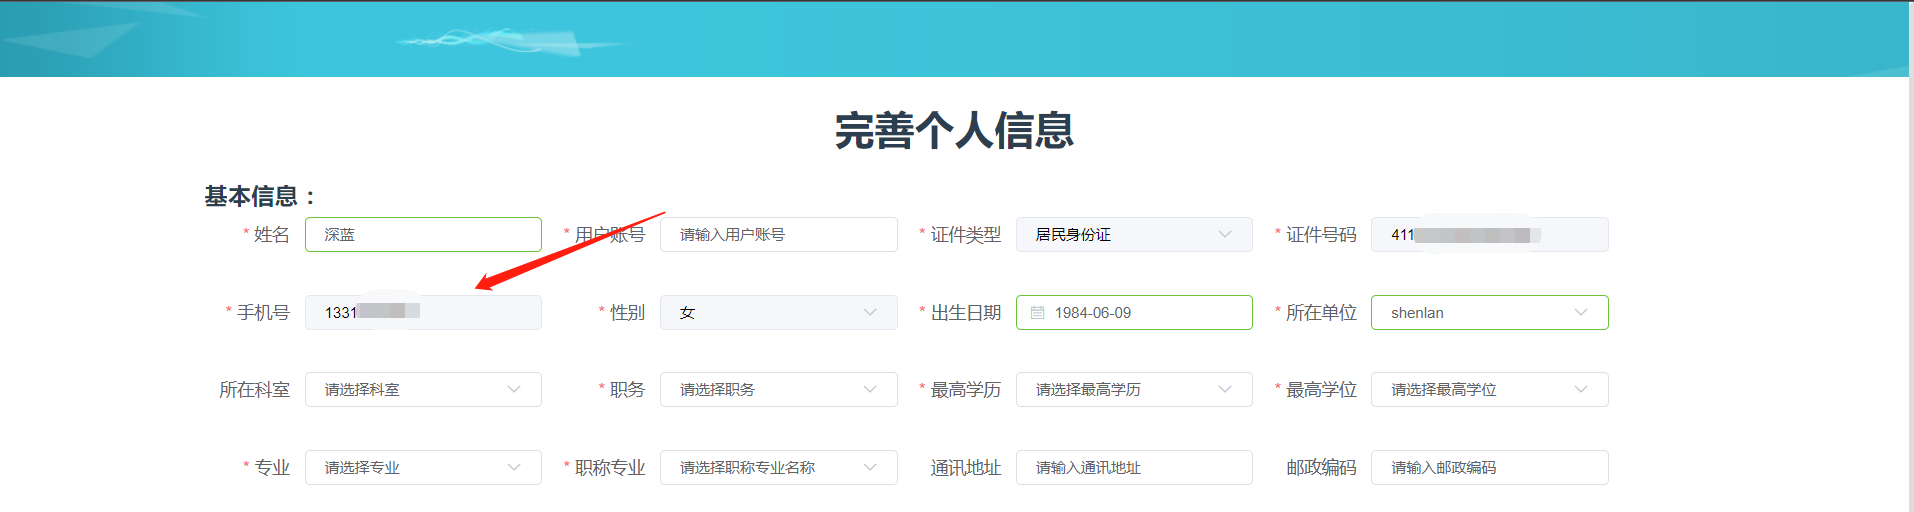 完善个人信息
基本信息：
* 姓名 深蓝 * 用户账号 请输入用户账号 * 证件类型 居民身份证 * 证件号码 411
* 手机号 1331 * 性别 女 * 出生日期 1984-06-09 * 所在单位 shenlan
所在科室 请选择科室 * 职务 请选择职务 * 最高学历 请选择最高学历 * 最高学位 请选择最高学位
* 专业 请选择专业 * 职称专业 请选择职称专业名称 通讯地址 请输入通讯地址 邮政编码 请输入邮政编码